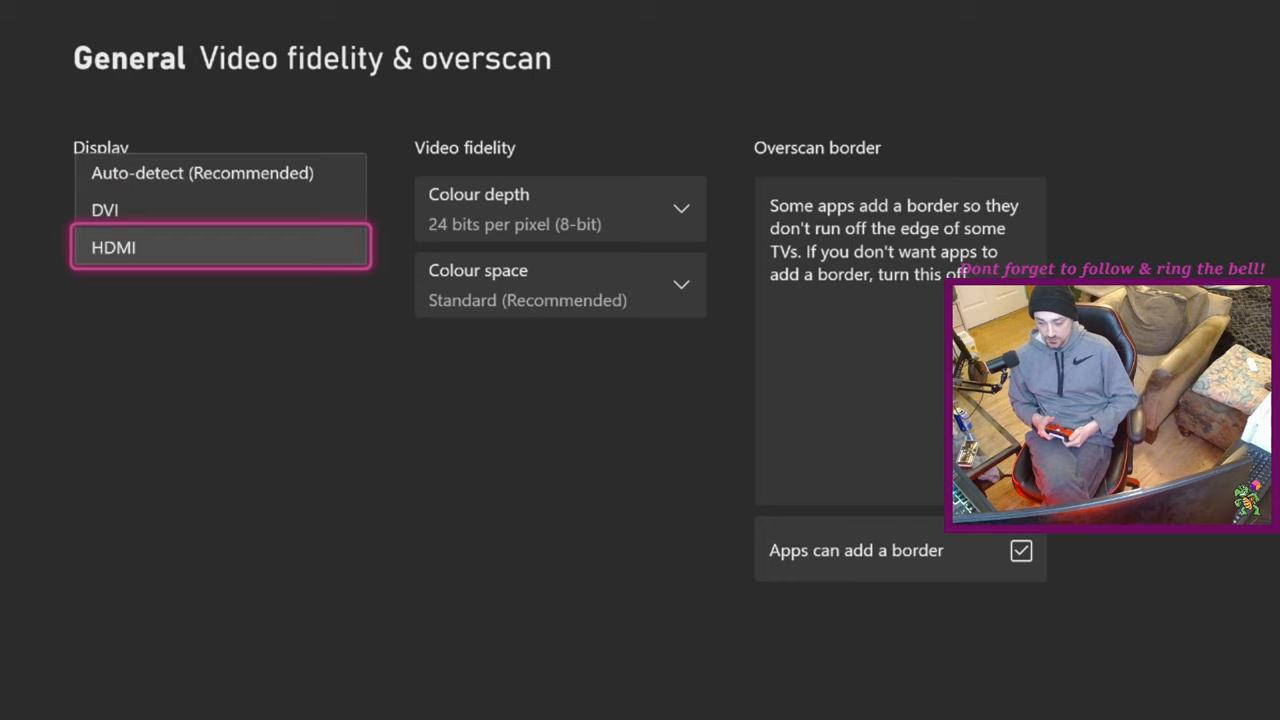 General Video fidelity & overscan
Display
Auto-detect (Recommended)
DVI
HDMI
Video fidelity
Colour depth
24 bits per pixel (8-bit)
Colour space
Standard (Recommended)
Overscan border
Some apps add a border so they
don't run off the edge of some
TVs. If you don't want apps to
add a border, turn this off.
Apps can add a border
Dont forget to follow & ring the bell!